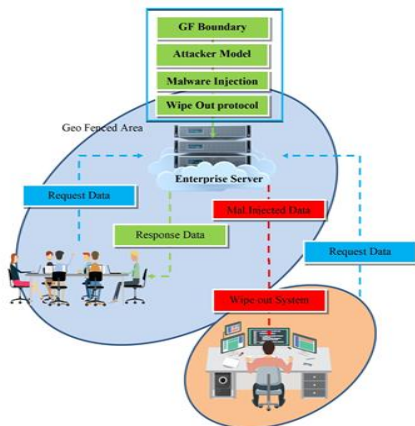 GF Boundary
Attacker Model
Malware Injection
Wipe Out protocol
Geo Fenced Area
Enterprise Server
Request Data
Mal Injected Data
Response Data
Request Data
Wipe out System